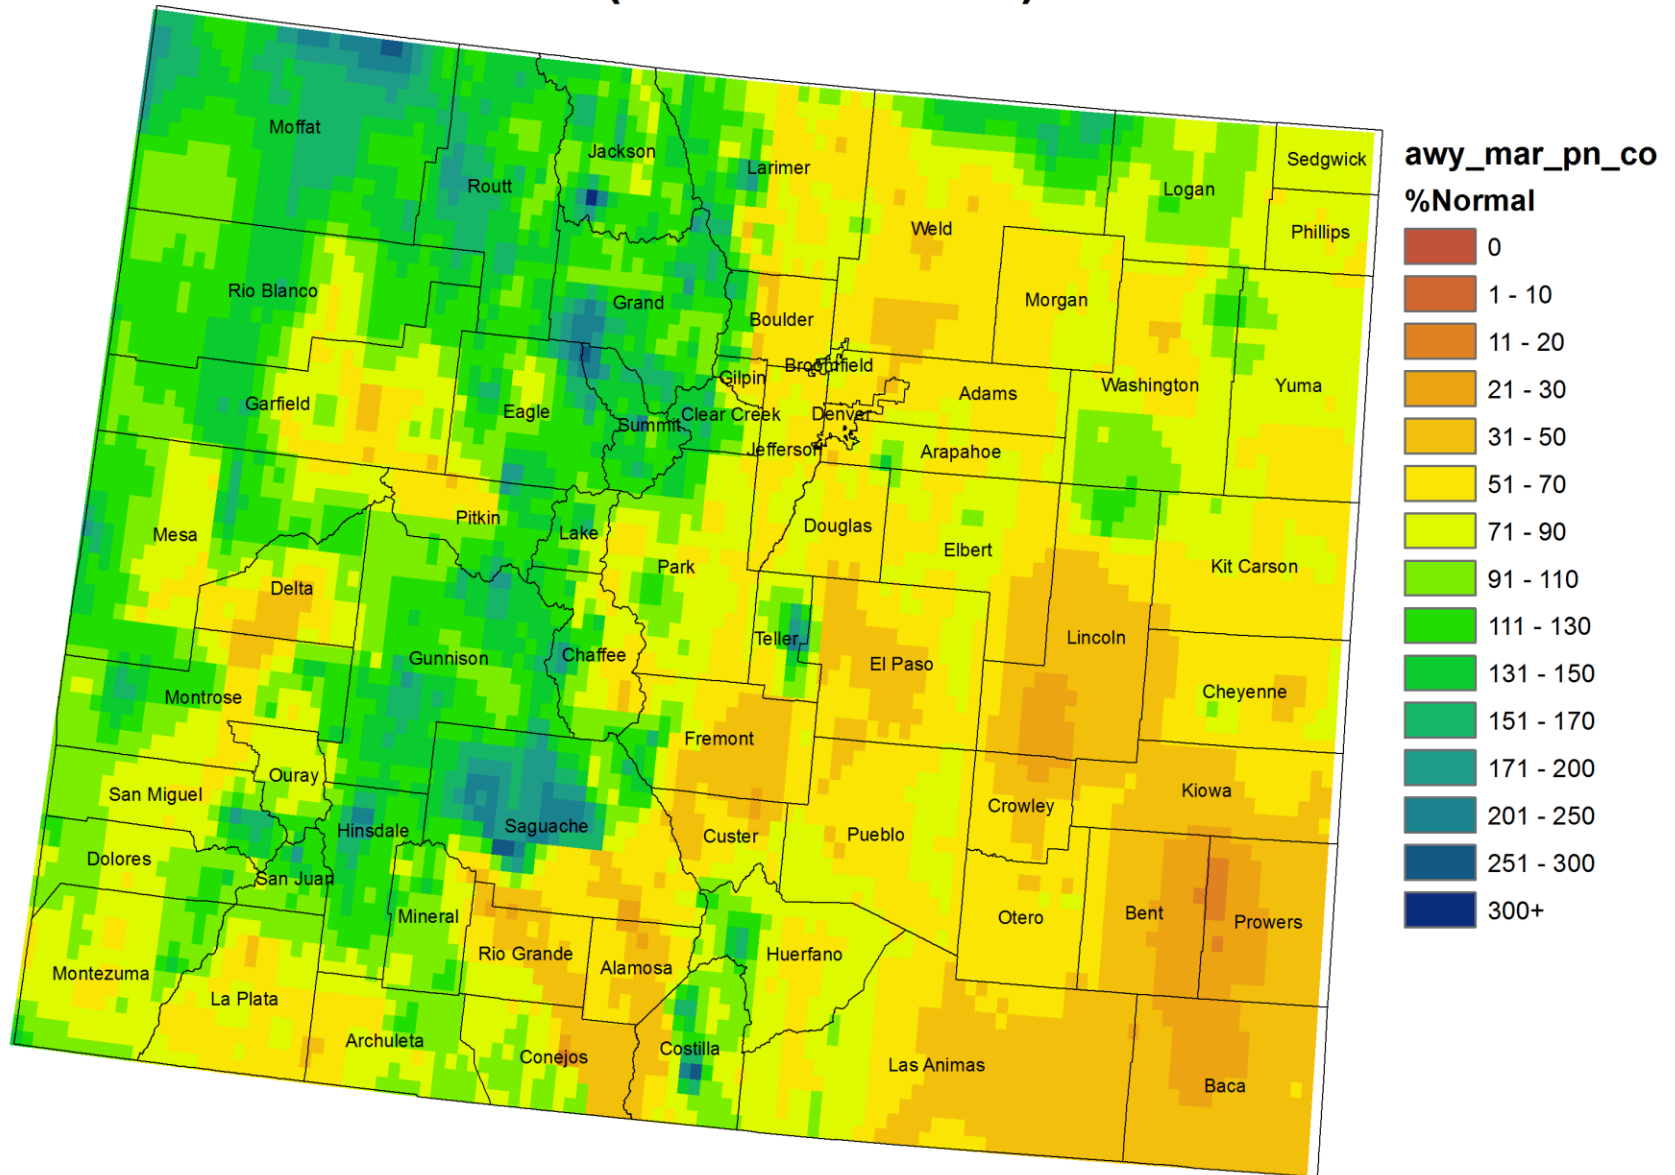 Moffat
Jackson
Larimer
Sedgwick
Routt
Logan
Phillips
Weld
Rio Blanco
Grand
Morgan
Boulder
Broomfield
Gilpin
Washington
Yuma
Garfield
Eagle
Adams
Clear Creek
Denver
Summit
Jefferson
Arapahoe
Pitkin
Mesa
Lake
Douglas
Elbert
Park
Kit Carson
Delta
Teller
Lincoln
Gunnison
Chaffee
El Paso
Montrose
Cheyenne
Fremont
Ouray
San Miguel
Kiowa
Crowley
Hinsdale
Saguache
Custer
Pueblo
Dolores
San Juan
Mineral
Otero
Bent
Prowers
Rio Grande
Huerfano
Montezuma
Alamosa
La Plata
Archuleta
Conejos
Costilla
Las Animas
Baca
awy_mar_pn_co
%Normal
0
1 - 10
11 - 20
21 - 30
31 - 50
51 - 70
71 - 90
91 - 110
111 - 130
131 - 150
151 - 170
171 - 200
201 - 250
251 - 300
300+